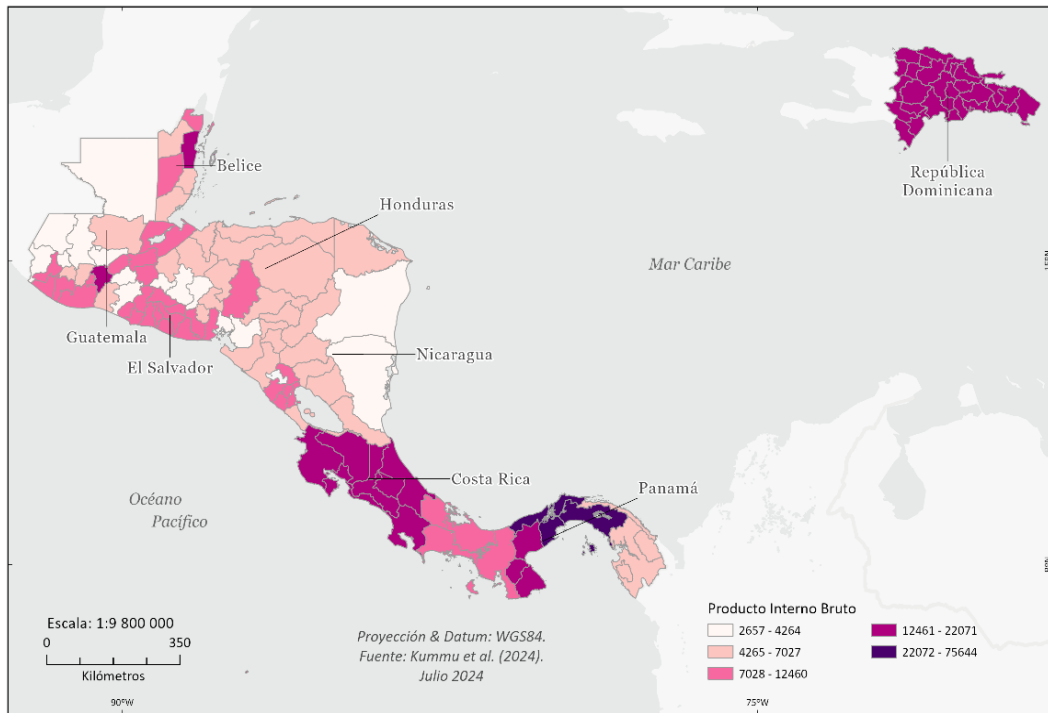 República
Dominicana
Belice
Honduras
Mar Caribe
15°N
Guatemala
El Salvador
Nicaragua
Costa Rica
Panamá
Océano
Pacífico
8°N
Escala: 1:9 800 000
0 350
Kilómetros
Proyección & Datum: WGS84.
Fuente: Kummu et al. (2024).
Julio 2024
Producto Interno Bruto
2657 - 4264
4265 - 7027
7028 - 12460
12461 - 22071
22072 - 75644
90°W
75°W